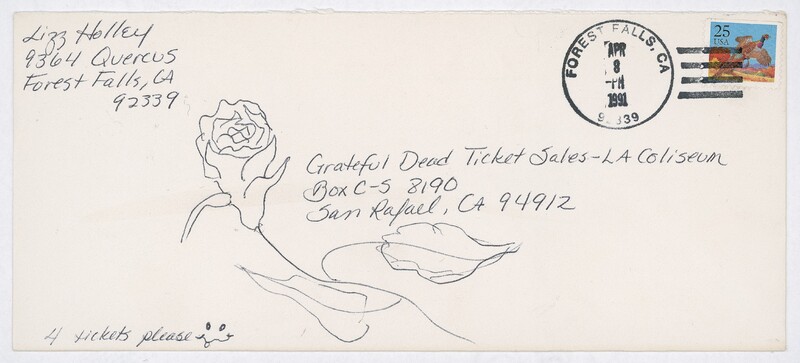 Lizz Holley
9364 Quercus
Forest Falls, CA
92339
FOREST FALLS, CA
APR
8
-PM
1991
92339
25
USA
Grateful Dead Ticket Sales-LA Coliseum
Box C-S 8190
San Rafael, CA 94912
4 tickets please